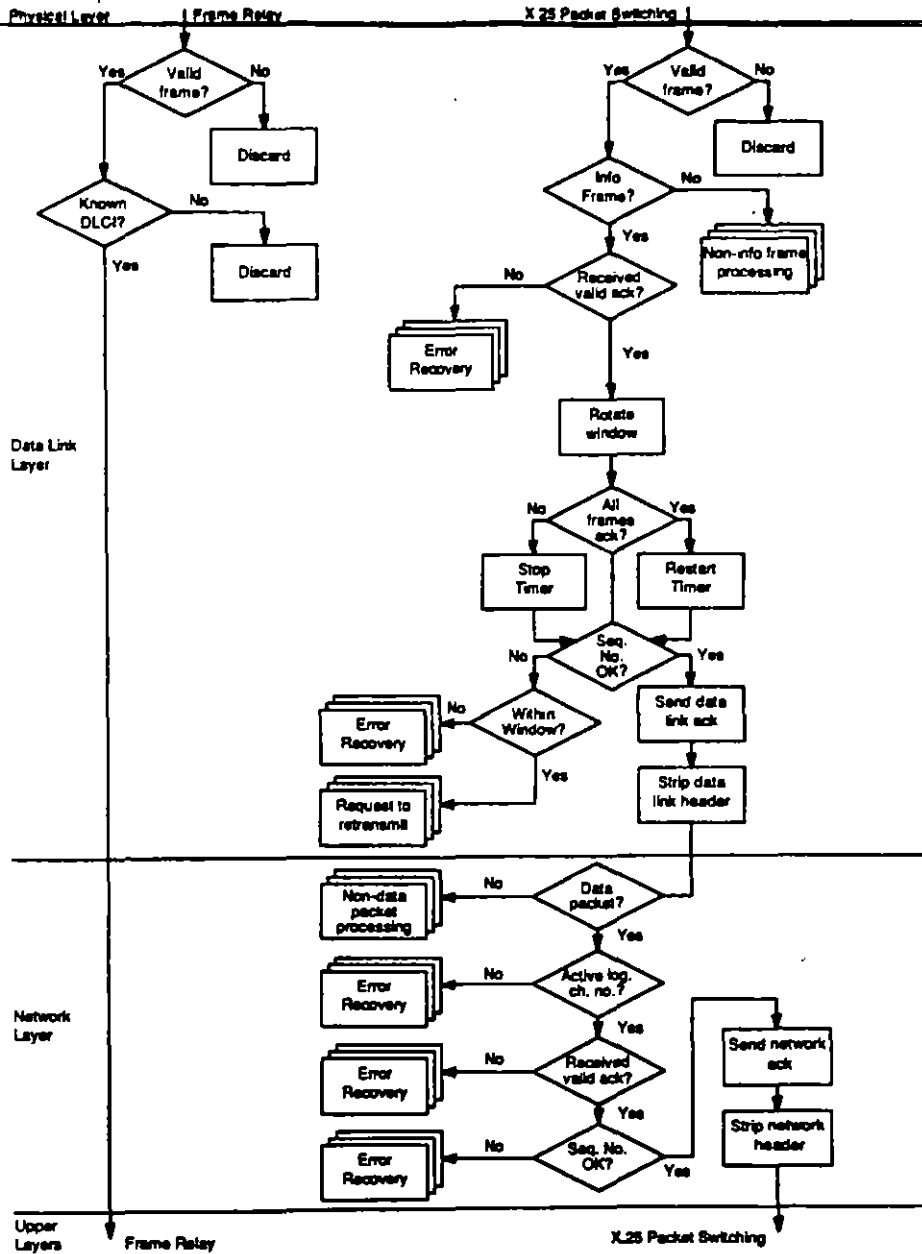 Physical Layer
Frame Relay
X.25 Packet Switching
Yes
Valid
frame?
No
Discard
Yes
Valid
frame?
No
Discard
Known
DLCI?
No
Yes
Discard
Info
Frame?
No
Yes
Non-info frame
processing
No
Received
valid ack?
Error
Recovery
Yes
Rotate
window
Data Link
Layer
No
All
frames
ack?
Yes
Stop
Timer
Restart
Timer
No
Seq.
No.
OK?
Yes
Error
Recovery
No
Within
Window?
Send data
link ack
Yes
Request to
retransmit
Strip data
link header
Non-data
packet
processing
No
Data
packet?
Yes
Error
Recovery
No
Active log.
ch. no.?
Network
Layer
Yes
Error
Recovery
No
Received
valid ack?
Send network
ack
Yes
Error
Recovery
No
Seq. No.
OK?
Yes
Strip network
header
Upper
Layers
Frame Relay
X.25 Packet Switching